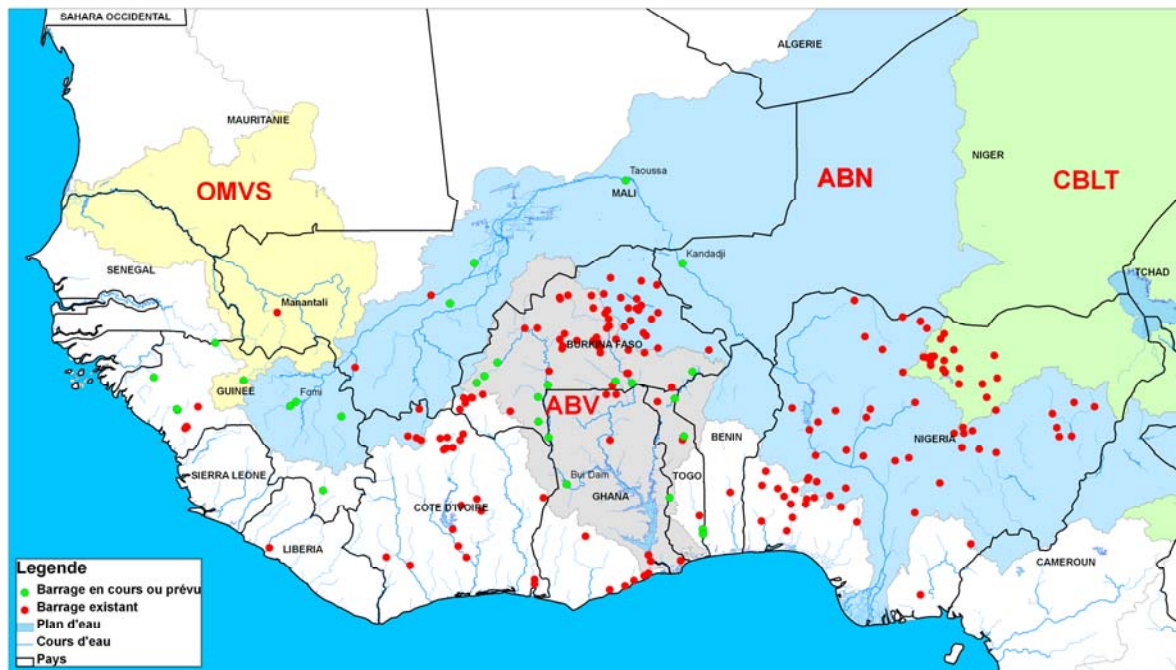 SAHARA OCCIDENTAL
ALGERIE
MAURITANIE
NIGER
OMVS
Taoussa
MALI
ABN
CBLT
Kandadji
SENEGAL
TCHAD
Manantali
BURKINA FASO
GUINEE
Fomi
ABV
BENIN
NIGERIA
SIERRA LEONE
Bui Dam
TOGO
GHANA
COTE D'IVOIRE
LIBERIA
CAMEROUN
Legende
Barrage en cours ou prévu
Barrage existant
Plan d'eau
Cours d'eau
Pays